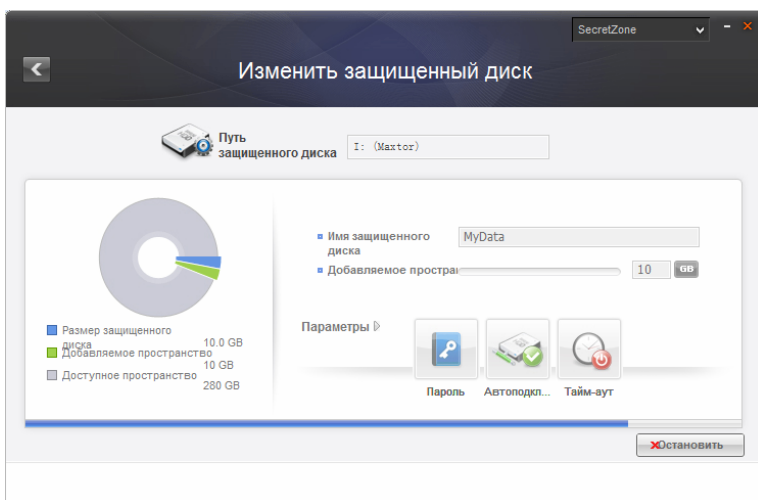 SecretZone
Изменить защищенный диск
Путь
защищенного диска
I: (Maxtor)
Имя защищенного
диска
MyData
Добавляемое простра
10
GB
Размер защищенного
диска
10.0 GB
Добавляемое пространство
10 GB
Доступное пространство
280 GB
Параметры
Пароль
Автоподкл...
Тайм-аут
Остановить